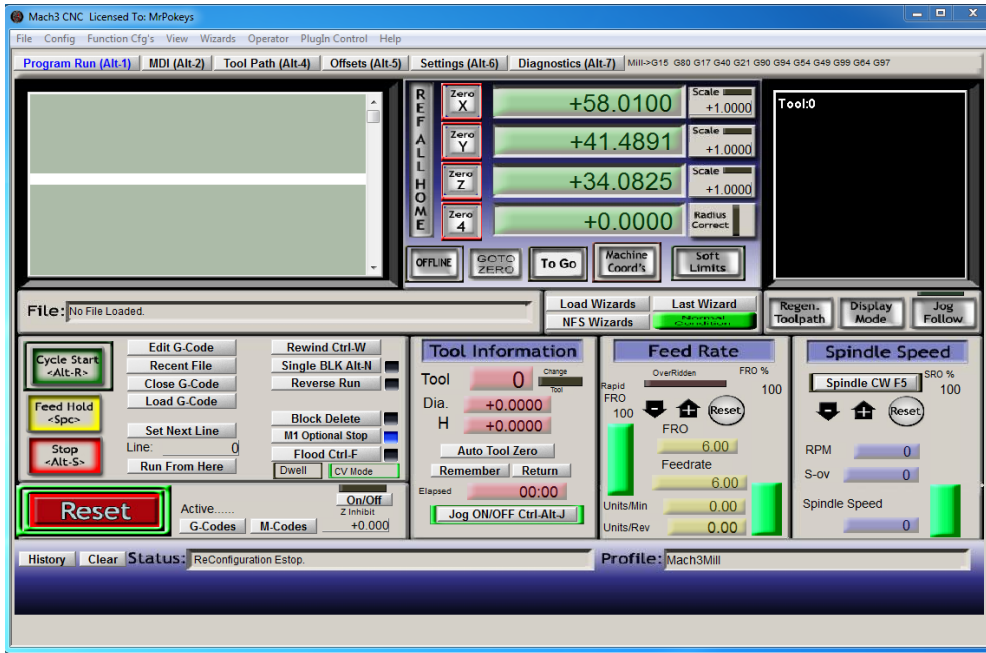 Mach3 CNC Licensed To: MrPokeys
File Config Function Cfg's View Wizards Operator PlugIn Control Help
Program Run (Alt-1) MDI (Alt-2) Tool Path (Alt-4) Offsets (Alt-5) Settings (Alt-6) Diagnostics (Alt-7) Mill->G15 G80 G17 G40 G21 G90 G94 G54 G49 G99 G64 G97
REF ALL HOME
Zero X +58.0100 Scale +1.0000
Zero Y +41.4891 Scale +1.0000
Zero Z +34.0825 Scale +1.0000
Zero 4 +0.0000 Radius Correct
OFFLINE GOTO ZERO To Go Machine Coord's Soft Limits
Tool:0
File: No File Loaded.
Load Wizards Last Wizard
NFS Wizards Normal Condition
Regen. Toolpath Display Mode Jog Follow
Cycle Start <Alt-R>
Feed Hold <Spc>
Stop <Alt-S>
Edit G-Code
Recent File
Close G-Code
Load G-Code
Set Next Line
Line: 0
Run From Here
Rewind Ctrl-W
Single BLK Alt-N
Reverse Run
Block Delete
M1 Optional Stop
Flood Ctrl-F
Dwell CV Mode
Reset
Active......
G-Codes M-Codes
On/Off
Z Inhibit
+0.000
Tool Information
Tool 0 Change Tool
Dia. +0.0000
H +0.0000
Auto Tool Zero
Remember Return
Elapsed 00:00
Jog ON/OFF Ctrl-Alt-J
Feed Rate
OverRidden FRO %
100
Rapid FRO
100
Reset
FRO
6.00
Feedrate
6.00
Units/Min 0.00
Units/Rev 0.00
Spindle Speed
Spindle CW F5
SRO %
100
Reset
RPM 0
S-ov 0
Spindle Speed
0
History Clear Status: ReConfiguration Estop.
Profile: Mach3Mill